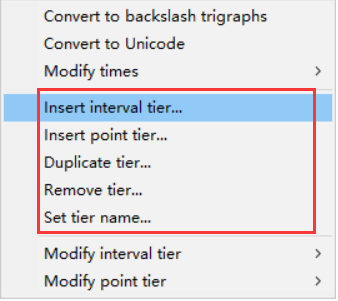 Convert to backslash trigraphs
Convert to Unicode
Modify times
Insert interval tier...
Insert point tier...
Duplicate tier...
Remove tier...
Set tier name...
Modify interval tier
Modify point tier